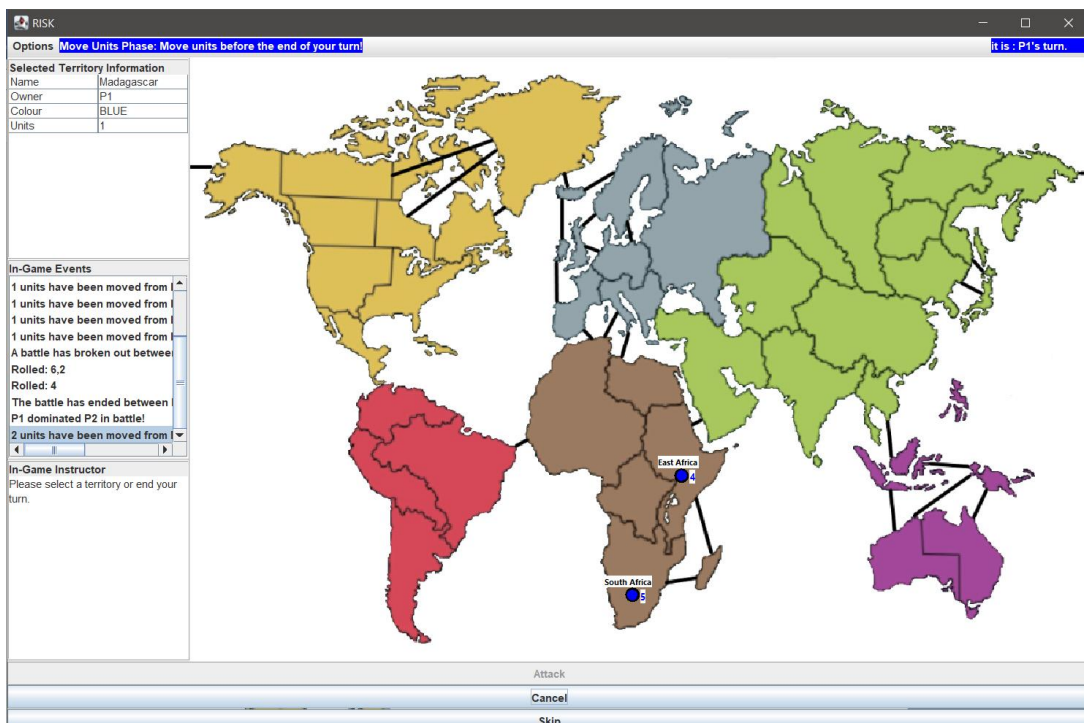 RISK
Options Move Units Phase: Move units before the end of your turn! it is : P1's turn.
Selected Territory Information
Name Madagascar
Owner P1
Colour BLUE
Units 1
In-Game Events
1 units have been moved from
1 units have been moved from
1 units have been moved from
1 units have been moved from
A battle has broken out between
Rolled: 6,2
Rolled: 4
The battle has ended between
P1 dominated P2 in battle!
2 units have been moved from
In-Game Instructor
Please select a territory or end your
turn.
East Africa
4
South Africa
5
Attack
Cancel
Skip